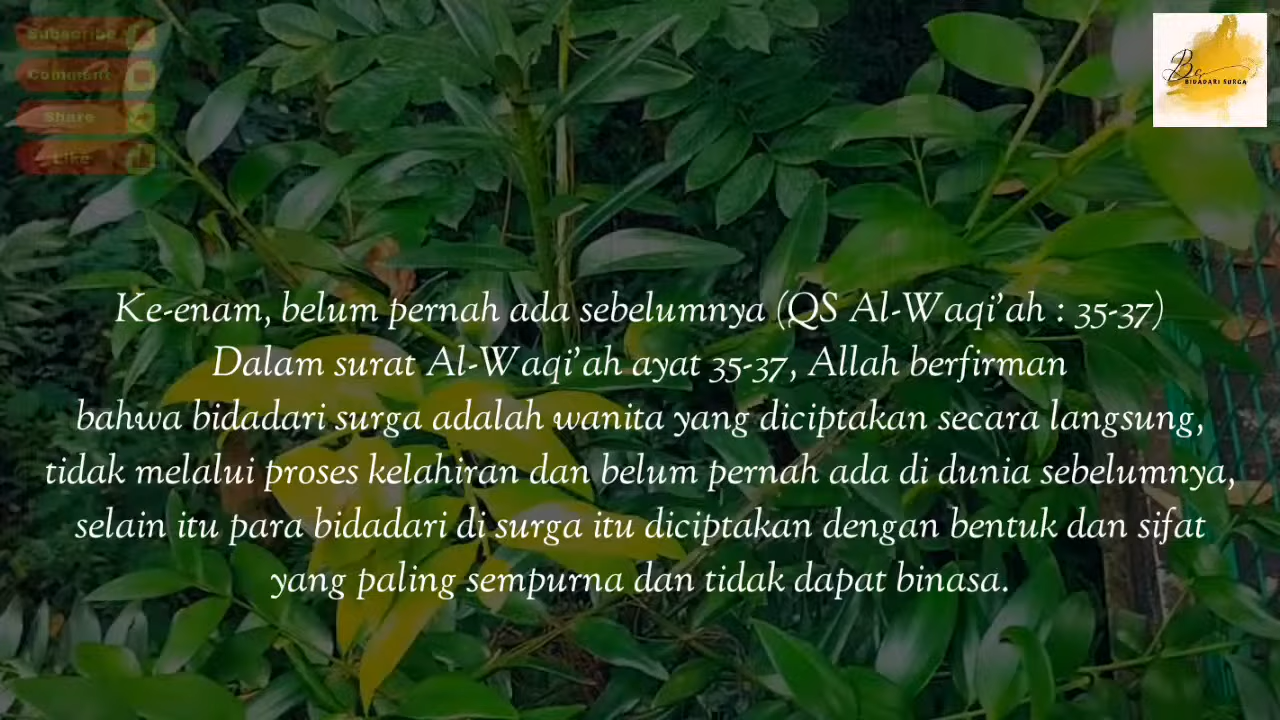 Subscribe
Comment
Share
Like
Be
BIDADARI SURGA
Ke-enam, belum pernah ada sebelumnya (QS Al-Waqi'ah : 35-37)
Dalam surat Al-Waqi'ah ayat 35-37, Allah berfirman
bahwa bidadari surga adalah wanita yang diciptakan secara langsung,
tidak melalui proses kelahiran dan belum pernah ada di dunia sebelumnya,
selain itu para bidadari di surga itu diciptakan dengan bentuk dan sifat
yang paling sempurna dan tidak dapat binasa.